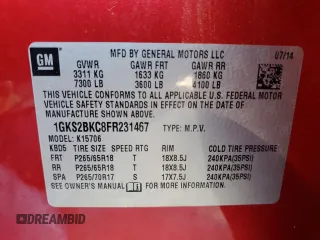 GM
MFD BY GENERAL MOTORS LLC 07/14
GVWR GAWR FRT GAWR RR
3311 KG 1633 KG 1860 KG
7300 LB 3600 LB 4100 LB
THIS VEHICLE CONFORMS TO ALL APPLICABLE U.S.
FEDERAL MOTOR VEHICLE SAFETY STANDARDS IN
EFFECT ON THE DATE OF MANUFACTURE SHOWN ABOVE.
1GKS2BKC8FR231467 TYPE: M.P.V.
MODEL: K15706
KBD5 TIRE SIZE SPEED RTG RIM COLD TIRE PRESSURE
FRT P265/65R18 T 18X8.5J 240KPA(35PSI)
RR P265/65R18 T 18X8.5J 240KPA(35PSI)
SPA P265/70R17 S 17X7.5J 240KPA(35PSI)
SEE OWNER'S MANUAL FOR ADDITIONAL INFORMATION.
DREAMBID